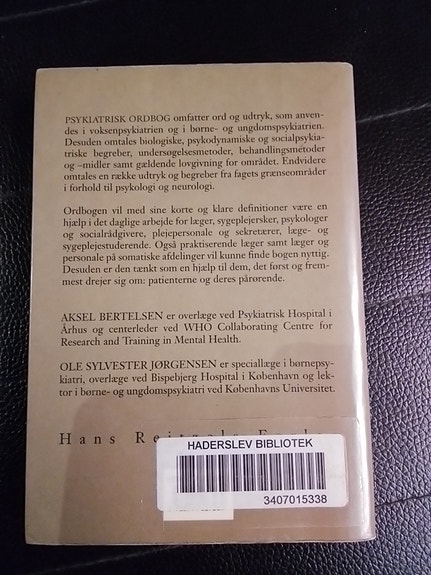 PSYKIATRISK ORDBOG omfatter ord og udtryk, som anven-
des i voksenpsykiatrien og i børne- og ungdomspsykiatrien.
Desuden omtales biologiske, psykodynamiske og socialpsykia-
triske begreber, undersøgelsesmetoder, behandlingsmetoder
og –midler samt gældende lovgivning for området. Endvidere
omtales en række udtryk og begreber fra fagets grænseområder
i forhold til psykologi og neurologi.
Ordbogen vil med sine korte og klare definitioner være en
hjælp i det daglige arbejde for læger, sygeplejersker, psykologer
og socialrådgivere, plejepersonale og sekretærer, læge- og
sygeplejestuderende. Også praktiserende læger samt læger og
personale på somatiske afdelinger vil kunne finde bogen nyttig.
Desuden er den tænkt som en hjælp til dem, det først og frem-
mest drejer sig om: patienterne og deres pårørende.
AKSEL BERTELSEN er overlæge ved Psykiatrisk Hospital i
Århus og centerleder ved WHO Collaborating Centre for
Research and Training in Mental Health.
OLE SYLVESTER JØRGENSEN er speciallæge i børnepsy-
kiatri, overlæge ved Bispebjerg Hospital i København og lek-
tor i børne- og ungdomspsykiatri ved Københavns Universitet.
Hans
HADERSLEV BIBLIOTEK
3407015338